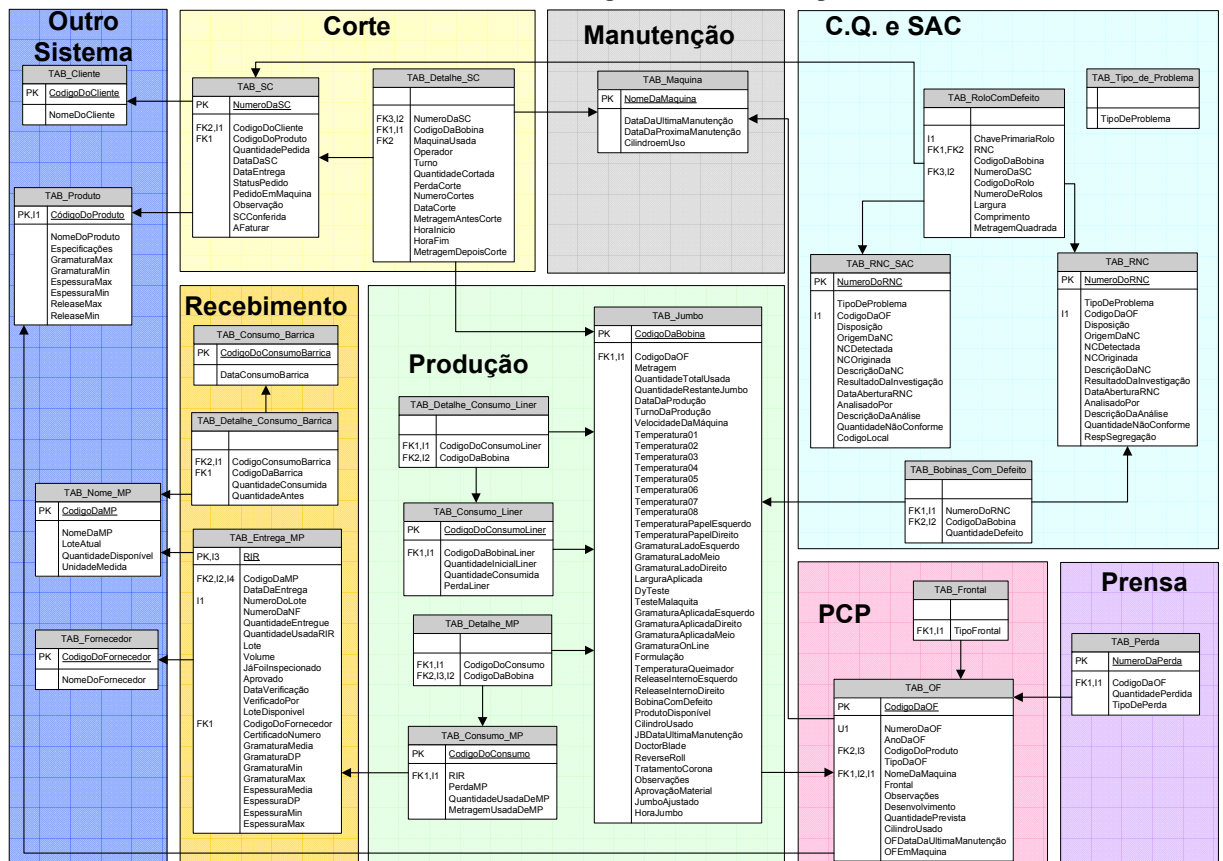 Outro
Sistema
TAB_Cliente
PK CodigoDoCliente
NomeDoCliente
TAB_Produto
PK,I1 CódigoDoProduto
NomeDoProduto
Especificações
GramaturaMax
GramaturaMin
EspessuraMax
EspessuraMin
ReleaseMax
ReleaseMin
TAB_Nome_MP
PK CodigoDaMP
NomeDaMP
LoteAtual
QuantidadeDisponível
UnidadeMedida
TAB_Fornecedor
PK CodigoDoFornecedor
NomeDoFornecedor
Corte
TAB_SC
PK NumeroDaSC
FK2,I1 CodigoDoCliente
FK1 CodigoDoProduto
QuantidadePedida
DataDaSC
DataEntrega
StatusPedido
PedidoEmMaquina
Observação
SCConferida
AFaturar
TAB_Detalhe_SC
FK3,I2 NumeroDaSC
FK1,I1 CodigoDaBobina
FK2 MaquinaUsada
Operador
Turno
QuantidadeCortada
PerdaCorte
NumeroCortes
DataCorte
MetragemAntesCorte
HoraInicio
HoraFim
MetragemDepoisCorte
Manutenção
TAB_Maquina
PK NomeDaMaquina
DataDaUltimaManutenção
DataDaProximaManutenção
CilindroemUso
C.Q. e SAC
TAB_RoloComDefeito
I1 ChavePrimariaRolo
FK1,FK2 RNC
CodigoDaBobina
FK3,I2 NumeroDaSC
CodigoDoRolo
NumeroDeRolos
Largura
Comprimento
MetragemQuadrada
TAB_Tipo_de_Problema
TipoDeProblema
TAB_RNC_SAC
PK NumeroDoRNC
TipoDeProblema
I1 CodigoDaOF
Disposição
OrigemDaNC
NCDetectada
NCOriginada
DescriçãoDaNC
ResultadoDaInvestigação
DataAberturaRNC
AnalisadoPor
DescriçãoDaAnálise
QuantidadeNãoConforme
CodigoLocal
TAB_RNC
PK NumeroDoRNC
TipoDeProblema
I1 CodigoDaOF
Disposição
OrigemDaNC
NCDetectada
NCOriginada
DescriçãoDaNC
ResultadoDaInvestigação
DataAberturaRNC
AnalisadoPor
DescriçãoDaAnálise
QuantidadeNãoConforme
RespSegregação
TAB_Bobinas_Com_Defeito
FK1,I1 NumeroDoRNC
FK2,I2 CodigoDaBobina
QuantidadeDefeito
Recebimento
TAB_Consumo_Barrica
PK CodigoDoConsumoBarrica
DataConsumoBarrica
TAB_Detalhe_Consumo_Barrica
FK2,I1 CodigoConsumoBarrica
FK1 CodigoDaBarrica
QuantidadeConsumida
QuantidadeAntes
TAB_Entrega_MP
PK,I3 RIR
FK2,I2,I4 CodigoDaMP
DataDaEntrega
I1 NumeroDoLote
NumeroDaNF
QuantidadeEntregue
QuantidadeUsadaRIR
Lote
Volume
JáFoiInspecionado
Aprovado
DataVerificação
VerificadoPor
LoteDisponivel
FK1 CodigoDoFornecedor
CertificadoNumero
GramaturaMedia
GramaturaDP
GramaturaMin
GramaturaMax
EspessuraMedia
EspessuraDP
EspessuraMin
EspessuraMax
Produção
TAB_Detalhe_Consumo_Liner
FK1,I1 CodigoDoConsumoLiner
FK2,I2 CodigoDaBobina
TAB_Consumo_Liner
PK CodigoDoConsumoLiner
FK1,I1 CodigoDaBobinaLiner
QuantidadeInicialLiner
QuantidadeConsumida
PerdaLiner
TAB_Detalhe_MP
FK1,I1 CodigoDoConsumo
FK2,I3,I2 CodigoDaBobina
TAB_Consumo_MP
PK CodigoDoConsumo
FK1,I1 RIR
PerdaMP
QuantidadeUsadaDeMP
MetragemUsadaDeMP
TAB_Jumbo
PK CodigoDaBobina
FK1,I1 CodigoDaOF
Metragem
QuantidadeTotalUsada
QuantidadeRestanteJumbo
DataDaProdução
TurnoDaProdução
VelocidadeDaMáquina
Temperatura01
Temperatura02
Temperatura03
Temperatura04
Temperatura05
Temperatura06
Temperatura07
Temperatura08
TemperaturaPapelEsquerdo
TemperaturaPapelDireito
GramaturaLadoEsquerdo
GramaturaLadoMeio
GramaturaLadoDireito
LarguraAplicada
DyTeste
TesteMalaquita
GramaturaAplicadaEsquerdo
GramaturaAplicadaDireito
GramaturaAplicadaMeio
GramaturaOnLine
Formulação
TemperaturaQueimador
ReleaseInternoEsquerdo
ReleaseInternoDireito
BobinaComDefeito
ProdutoDisponível
CilindroUsado
JBDataUltimaManutenção
DoctorBlade
ReverseRoll
TratamentoCorona
Observações
AprovaçãoMaterial
JumboAjustado
HoraJumbo
PCP
TAB_Frontal
FK1,I1 TipoFrontal
TAB_OF
PK CodigoDaOF
U1 NumeroDaOF
AnoDaOF
FK2,I3 CodigoDoProduto
TipoDaOF
FK1,I2,I1 NomeDaMaquina
Frontal
Observações
Desenvolvimento
QuantidadePrevista
CilindroUsado
OFDataDaUltimaManutenção
OFEmMaquina
Prensa
TAB_Perda
PK NumeroDaPerda
FK1,I1 CodigoDaOF
QuantidadePerdida
TipoDePerda